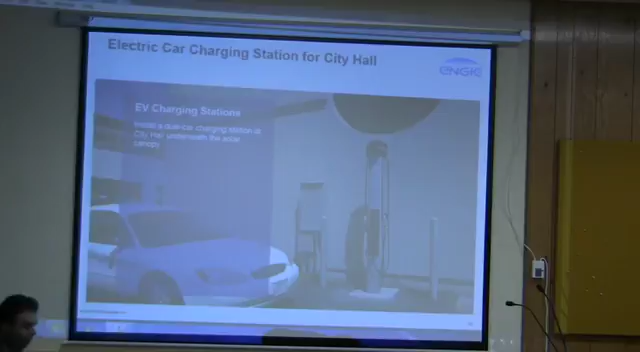 Electric Car Charging Station for City Hall
ENGIE
EV Charging Stations
Install a dual-car charging station at
City Hall underneath the solar
canopy